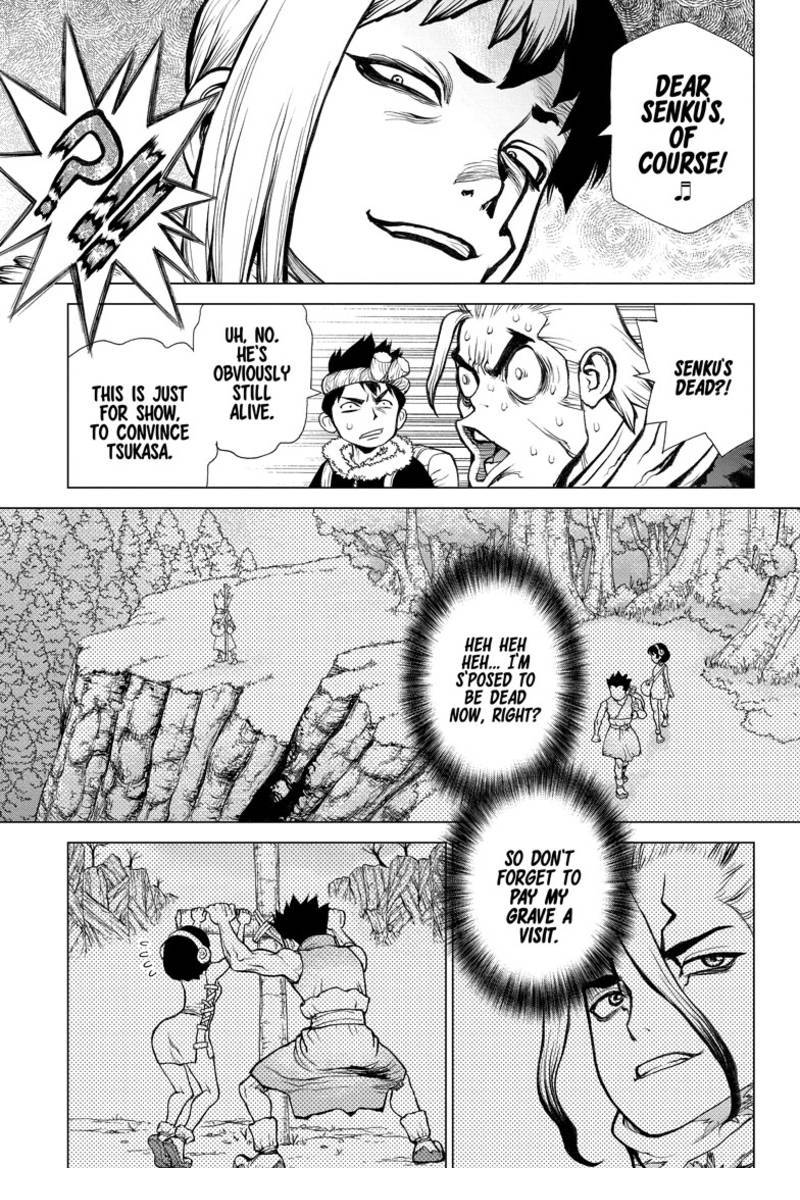 DEAR
SENKU'S,
OF
COURSE!
♬
?!!
SENKU'S
DEAD?!
UH, NO.
HE'S
OBVIOUSLY
STILL
ALIVE.
THIS IS JUST
FOR SHOW,
TO CONVINCE
TSUKASA.
HEH HEH
HEH... I'M
S'POSED TO
BE DEAD
NOW, RIGHT?
SO DON'T
FORGET TO
PAY MY
GRAVE A
VISIT.